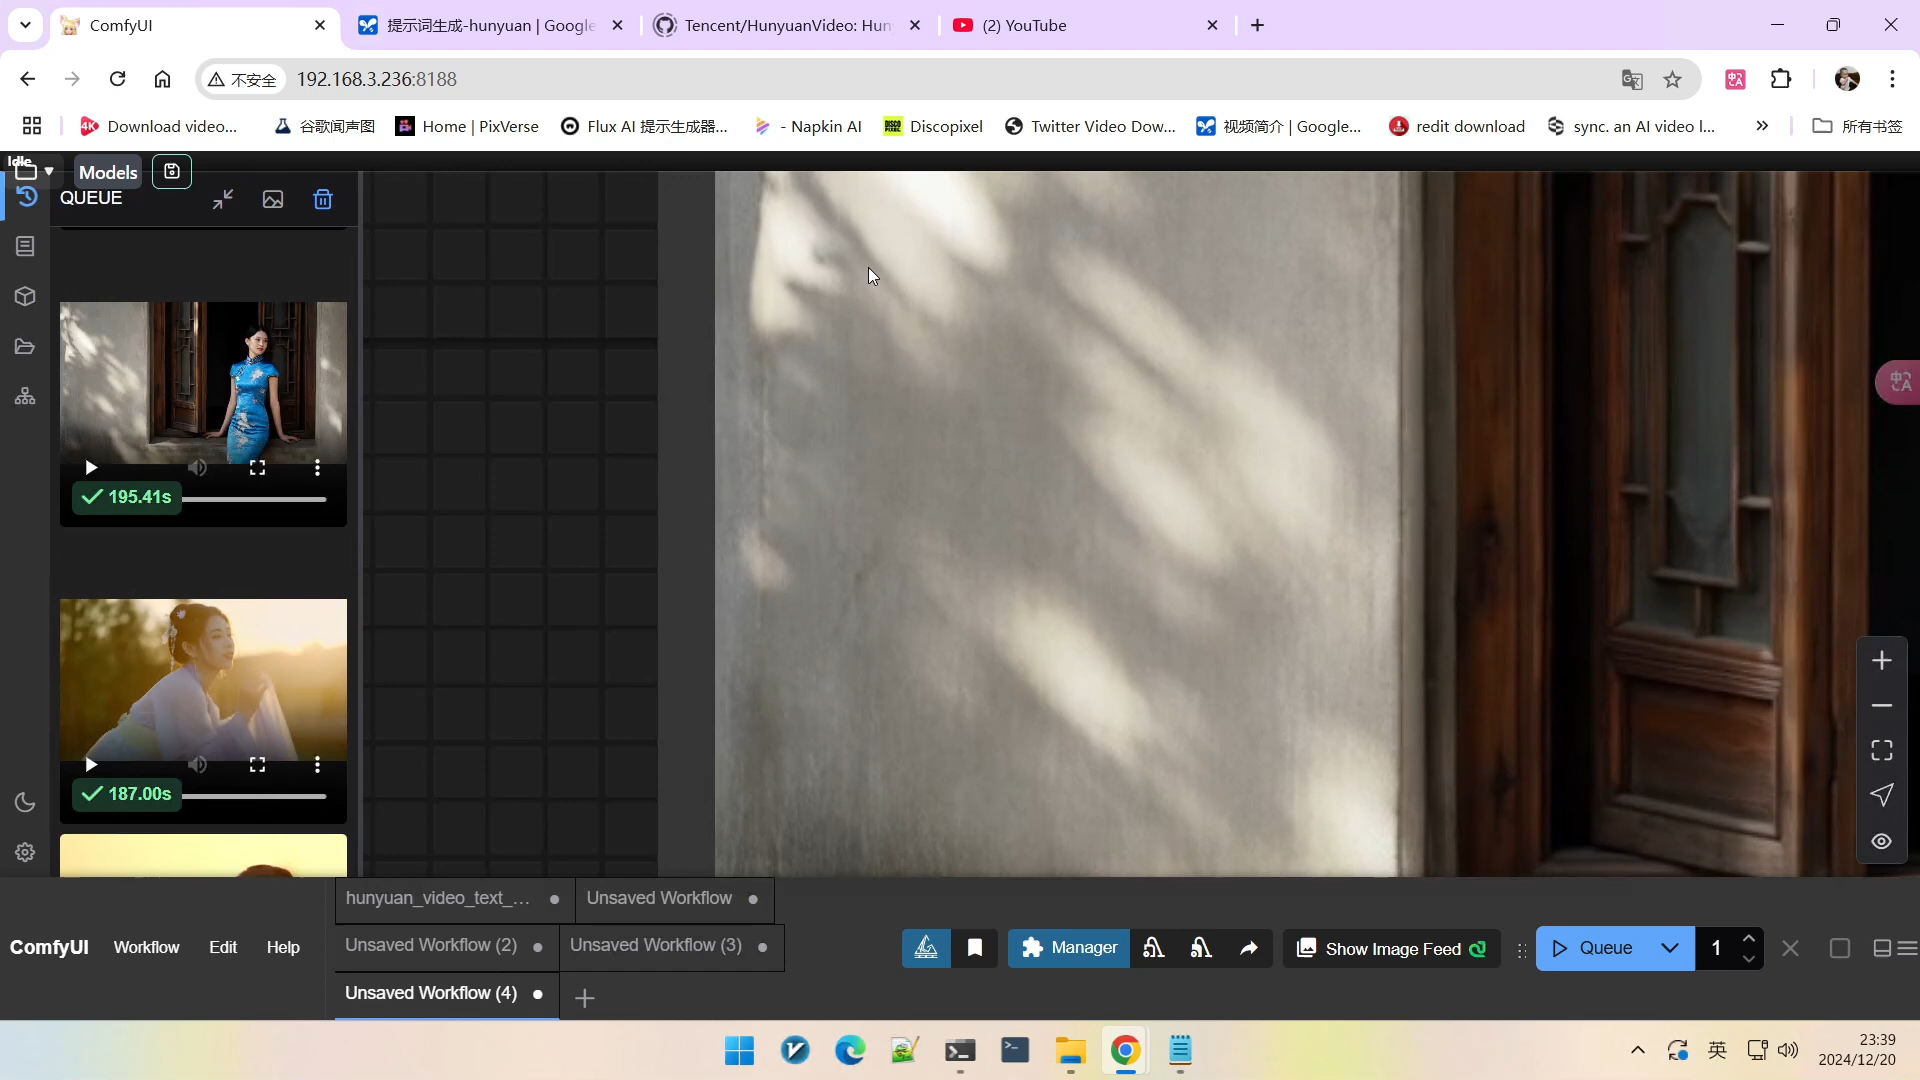 ComfyUI
提示词生成-hunyuan | Google
Tencent/HunyuanVideo: Hun
(2) YouTube
不安全
192.168.3.236:8188
Download video...
谷歌闻声图
Home | PixVerse
Flux AI 提示生成器...
- Napkin AI
Discopixel
Twitter Video Dow...
视频简介 | Google...
redit download
sync. an AI video l...
所有书签
Idle
Models
QUEUE
195.41s
187.00s
hunyuan_video_text_...
Unsaved Workflow
ComfyUI
Workflow
Edit
Help
Unsaved Workflow (2)
Unsaved Workflow (3)
Unsaved Workflow (4)
Manager
Show Image Feed
Queue
1
英
23:39
2024/12/20